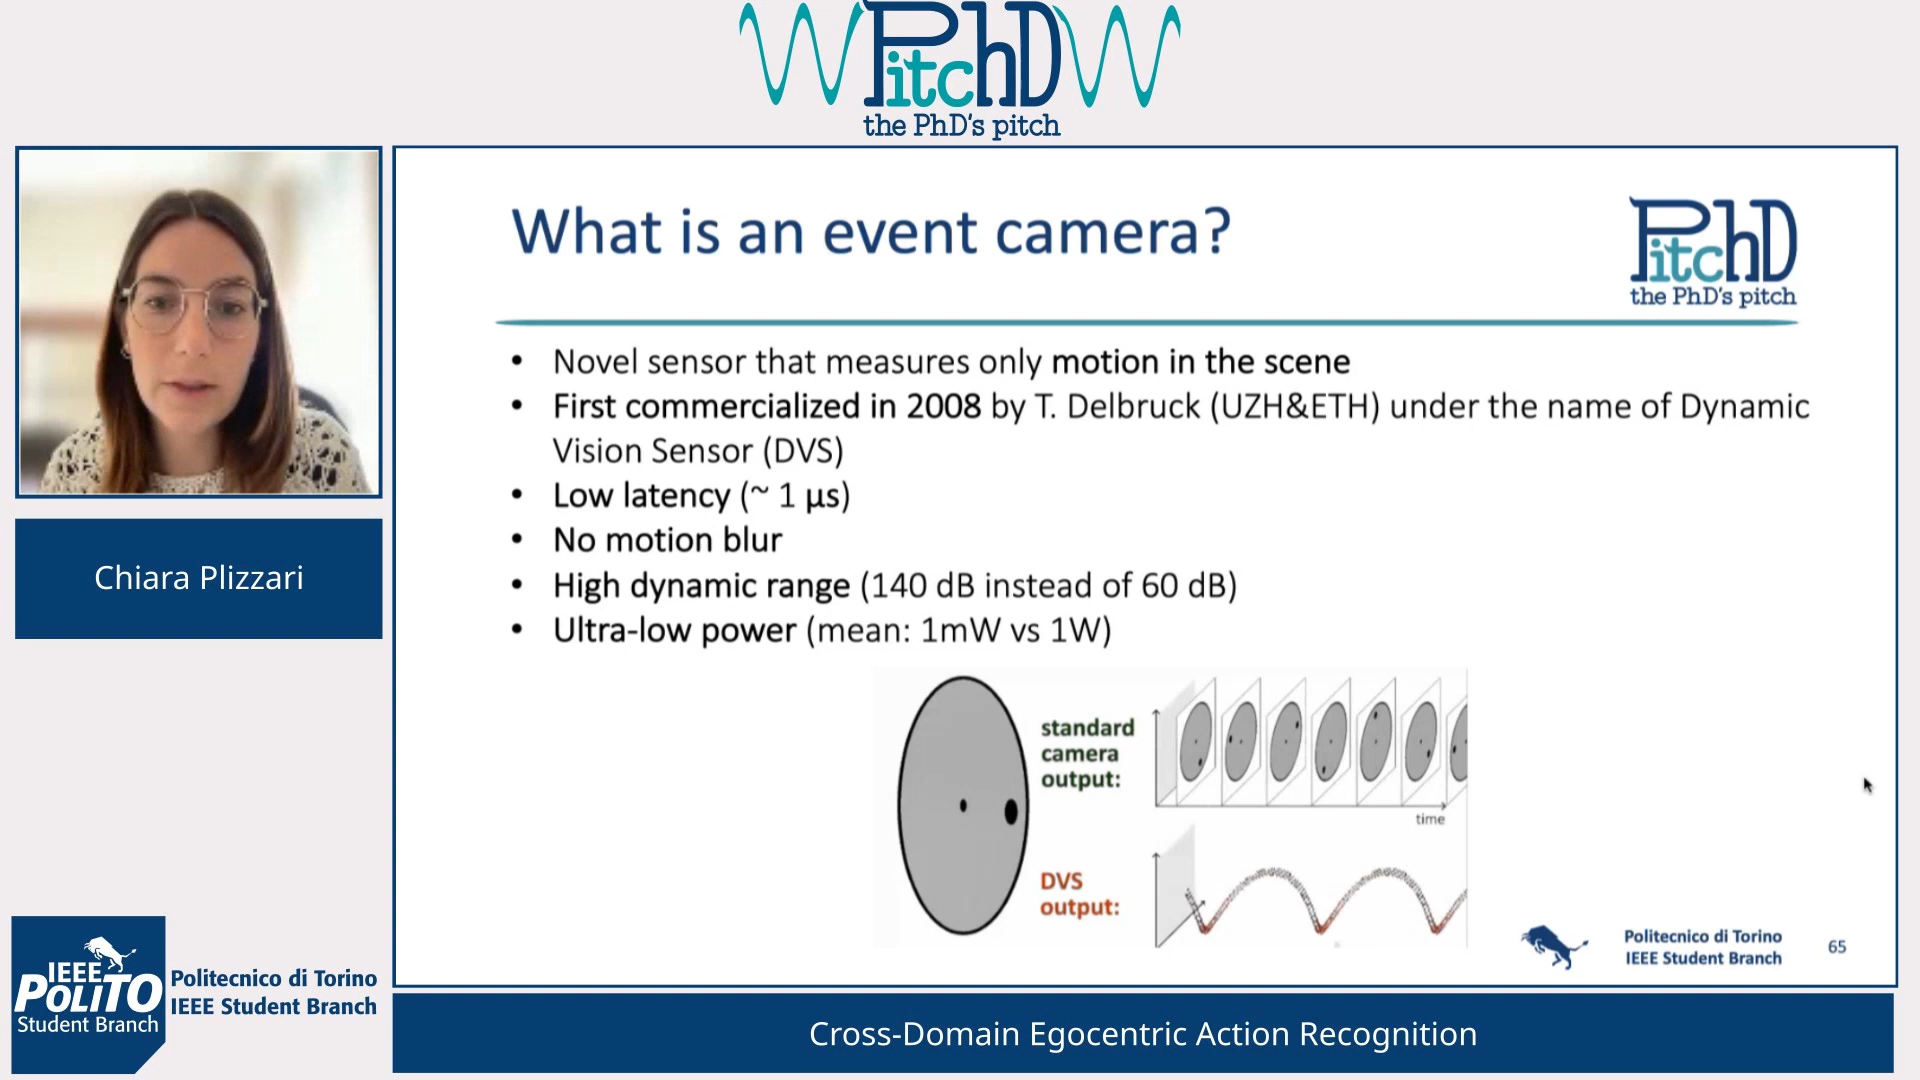 W PitchD W
the PhD's pitch
What is an event camera?
PitchD
the PhD's pitch
• Novel sensor that measures only motion in the scene
• First commercialized in 2008 by T. Delbruck (UZH&ETH) under the name of Dynamic
Vision Sensor (DVS)
• Low latency (~ 1 μs)
• No motion blur
• High dynamic range (140 dB instead of 60 dB)
• Ultra-low power (mean: 1mW vs 1W)
standard
camera
output:
time
DVS
output:
Politecnico di Torino
IEEE Student Branch
65
Chiara Plizzari
IEEE
POLITO
Student Branch
Politecnico di Torino
IEEE Student Branch
Cross-Domain Egocentric Action Recognition